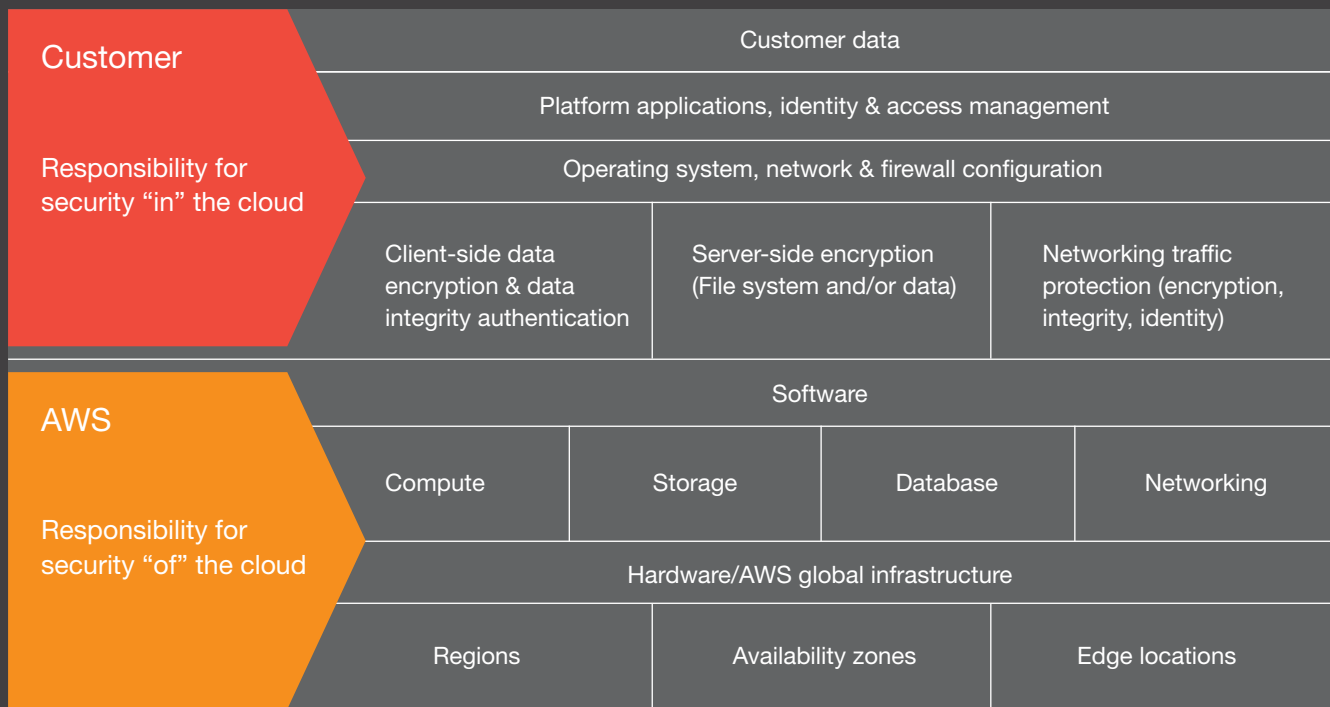 Customer
Responsibility for
security “in” the cloud
Customer data
Platform applications, identity & access management
Operating system, network & firewall configuration
Client-side data
encryption & data
integrity authentication
Server-side encryption
(File system and/or data)
Networking traffic
protection (encryption,
integrity, identity)
AWS
Responsibility for
security “of” the cloud
Software
Compute
Storage
Database
Networking
Hardware/AWS global infrastructure
Regions
Availability zones
Edge locations